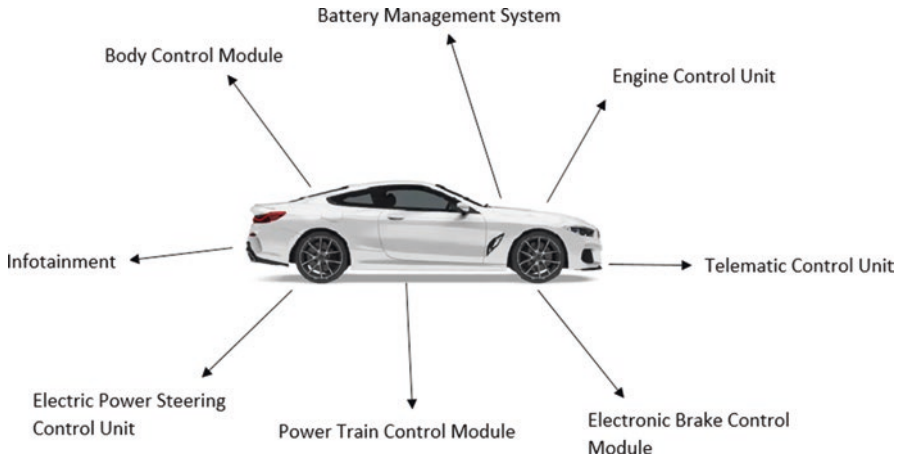 Battery Management System
Body Control Module
Engine Control Unit
Infotainment
Telematic Control Unit
Electric Power Steering
Control Unit
Power Train Control Module
Electronic Brake Control
Module